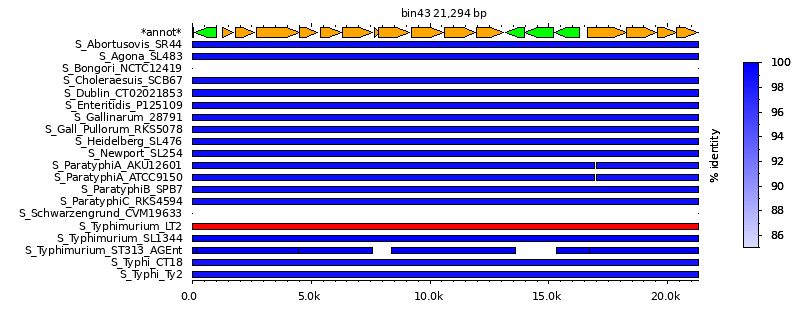 bin43 21,294 bp
*annot*
S_Abortusovis_SR44
S_Agona_SL483
S_Bongori_NCTC12419
S_Choleraesuis_SCB67
S_Dublin_CT02021853
S_Enteritidis_P125109
S_Gallinarum_28791
S_Gall_Pullorum_RKS5078
S_Heidelberg_SL476
S_Newport_SL254
S_ParatyphiA_AKU12601
S_ParatyphiA_ATCC9150
S_ParatyphiB_SPB7
S_ParatyphiC_RKS4594
S_Schwarzengrund_CVM19633
S_Typhimurium_LT2
S_Typhimurium_SL1344
S_Typhimurium_ST313_AGEnt
S_Typhi_CT18
S_Typhi_Ty2
0.0 5.0k 10.0k 15.0k 20.0k
% identity
100
98
96
94
92
90
88
86